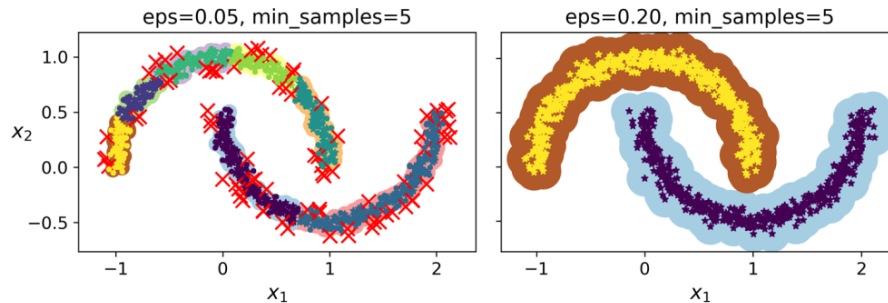 eps=0.05, min_samples=5
eps=0.20, min_samples=5
1.0
0.5
x₂
0.0
−0.5
−1 0 1 2
−1 0 1 2
x₁
x₁